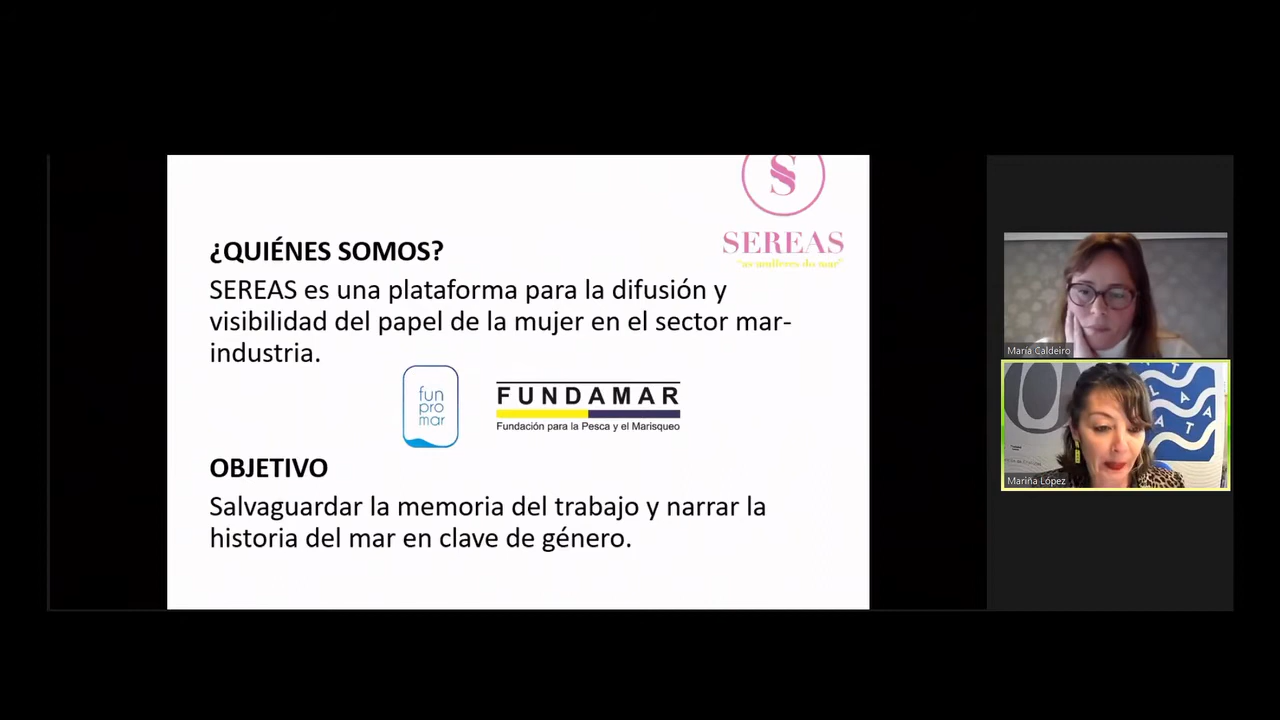 S
SEREAS
"as mulleres do mar"
¿QUIÉNES SOMOS?
SEREAS es una plataforma para la difusión y
visibilidad del papel de la mujer en el sector mar-
industria.
fun
pro
mar
FUNDAMAR
Fundación para la Pesca y el Marisqueo
OBJETIVO
Salvaguardar la memoria del trabajo y narrar la
historia del mar en clave de género.
María Caldeiro
Mariña López